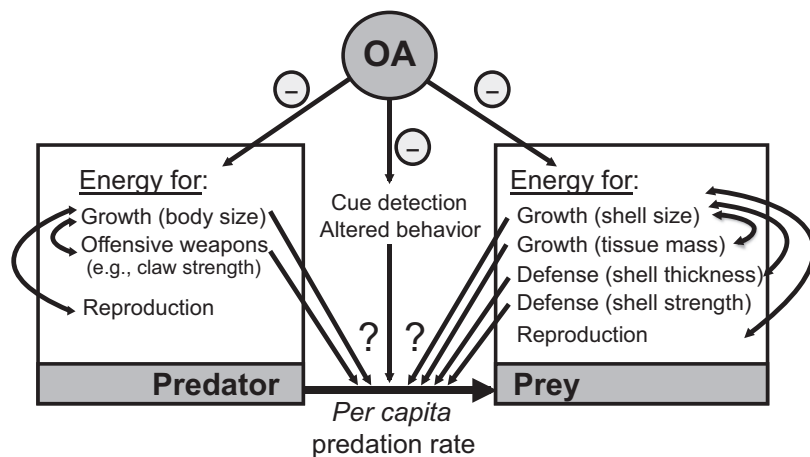 OA
−
−
−
Energy for:
Growth (body size)
Offensive weapons
(e.g., claw strength)
Reproduction
Predator
Cue detection
Altered behavior
?
?
Per capita
predation rate
Energy for:
Growth (shell size)
Growth (tissue mass)
Defense (shell thickness)
Defense (shell strength)
Reproduction
Prey